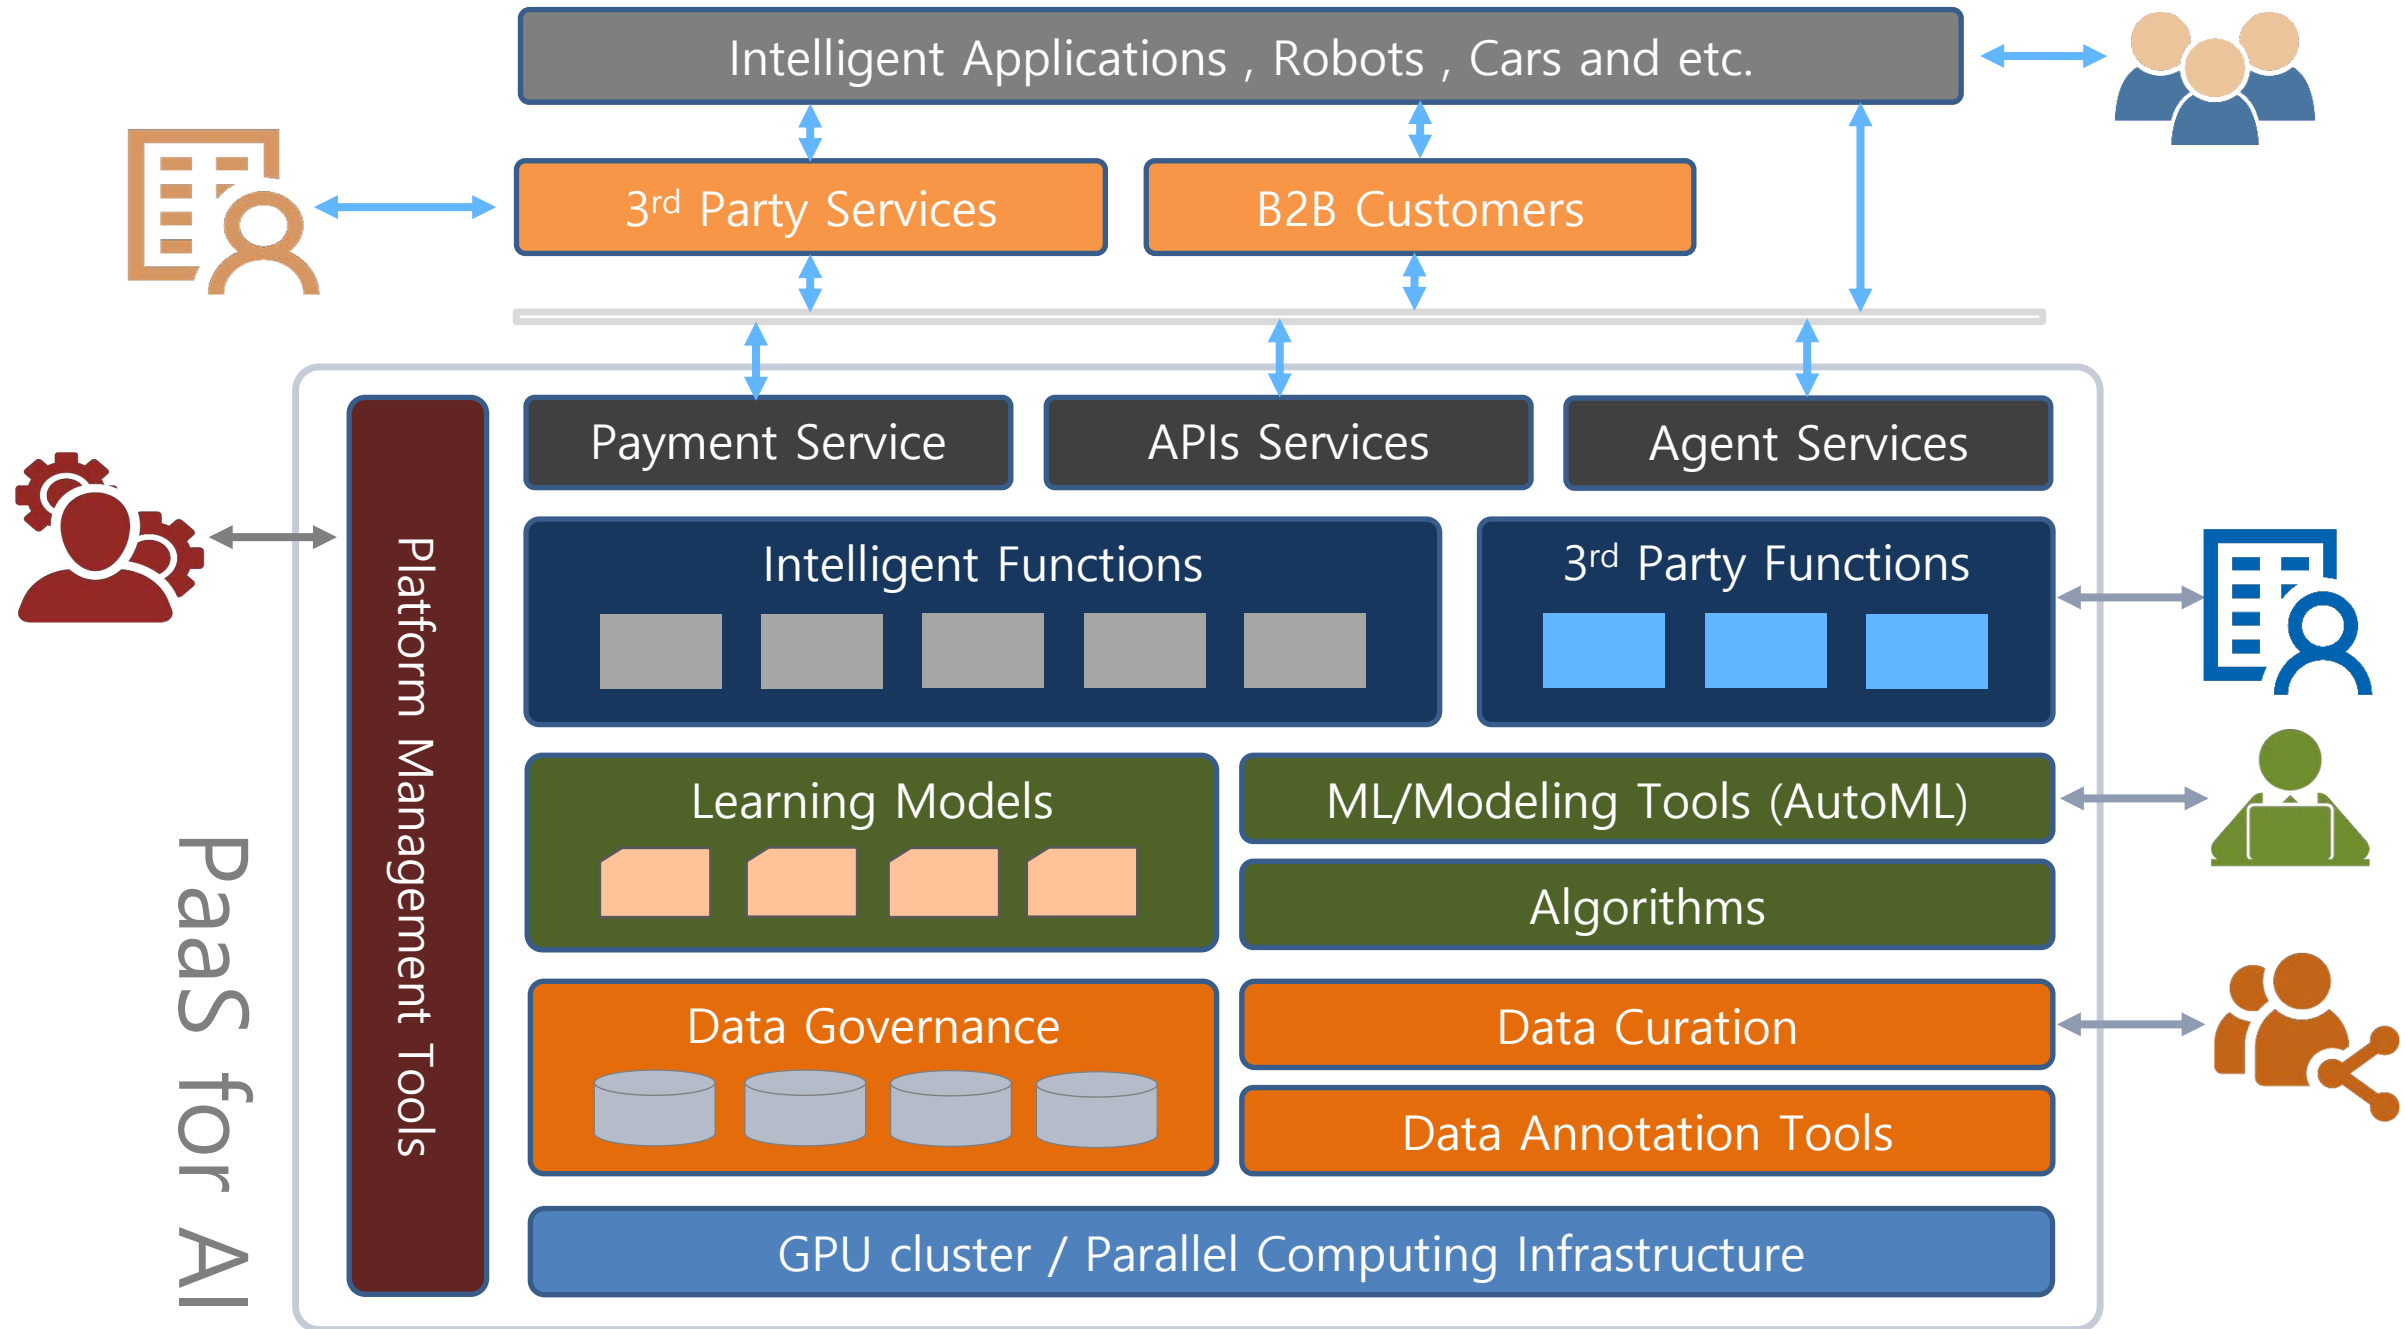 Intelligent Applications , Robots , Cars and etc.
3rd Party Services
B2B Customers
Payment Service
APIs Services
Agent Services
Platform Management Tools
Intelligent Functions
3rd Party Functions
Learning Models
ML/Modeling Tools (AutoML)
Algorithms
PaaS for AI
Data Governance
Data Curation
Data Annotation Tools
GPU cluster / Parallel Computing Infrastructure